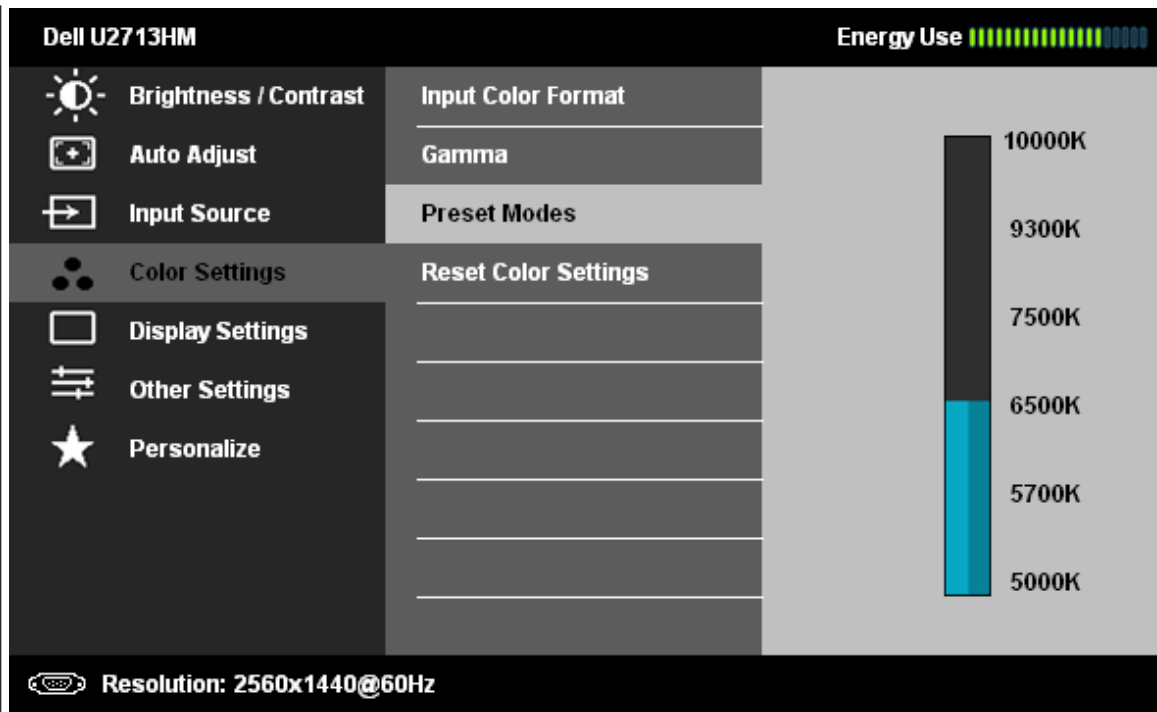 Dell U2713HM
Energy Use
Brightness / Contrast
Auto Adjust
Input Source
Color Settings
Display Settings
Other Settings
Personalize
Input Color Format
Gamma
Preset Modes
Reset Color Settings
10000K
9300K
7500K
6500K
5700K
5000K
Resolution: 2560x1440@60Hz